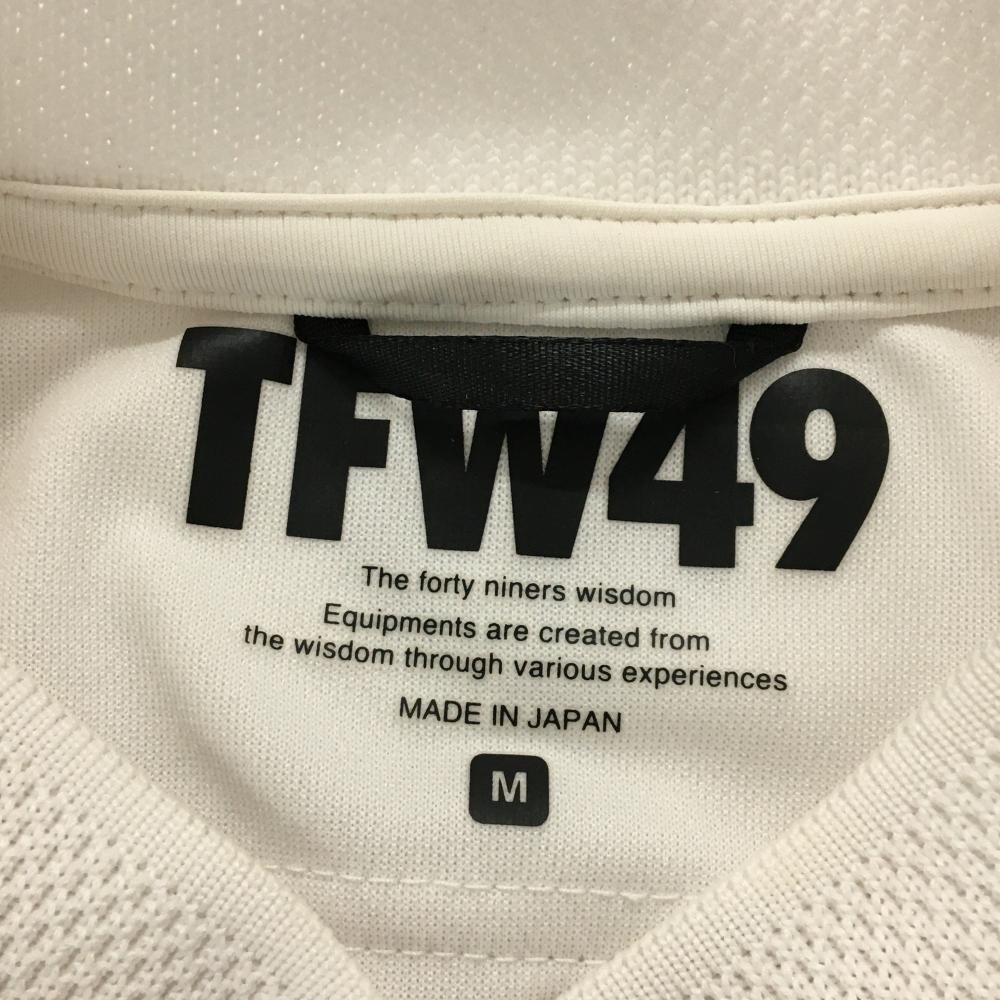 TFW49
The forty niners wisdom
Equipments are created from
the wisdom through various experiences
MADE IN JAPAN
M